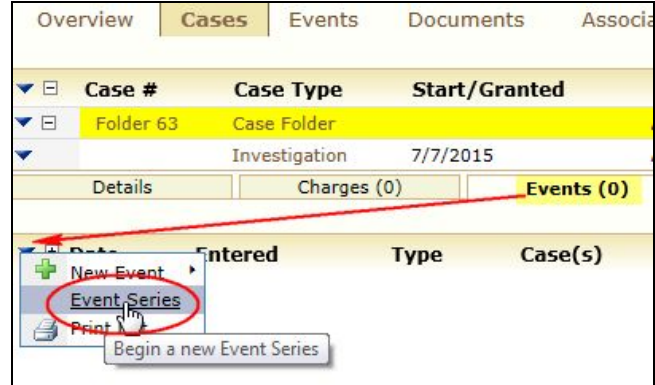 Overview Cases Events Documents Associa
Case # Case Type Start/Granted
Folder 63 Case Folder
Investigation 7/7/2015
Details Charges (0) Events (0)
Date Entered Type Case(s)
New Event
Event Series
Print
Begin a new Event Series